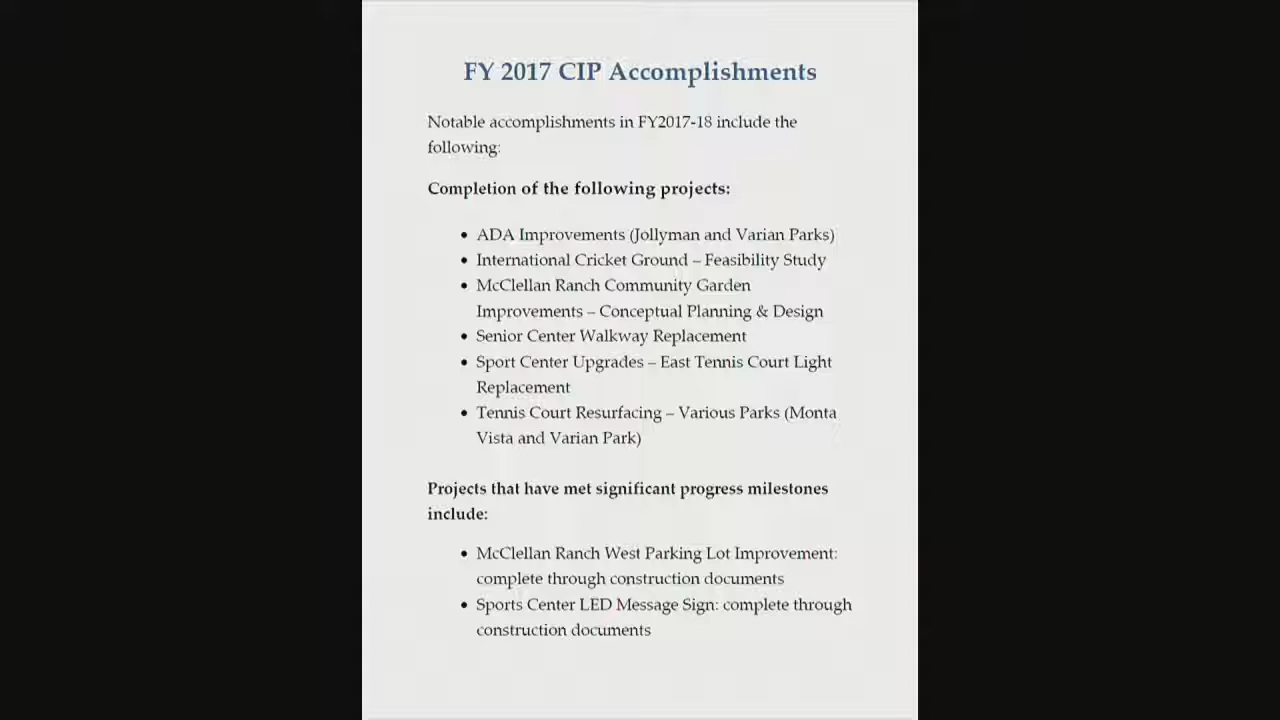 FY 2017 CIP Accomplishments
Notable accomplishments in FY2017-18 include the
following:
Completion of the following projects:
• ADA Improvements (Jollyman and Varian Parks)
• International Cricket Ground – Feasibility Study
• McClellan Ranch Community Garden
Improvements – Conceptual Planning & Design
• Senior Center Walkway Replacement
• Sport Center Upgrades – East Tennis Court Light
Replacement
• Tennis Court Resurfacing – Various Parks (Monta
Vista and Varian Park)
Projects that have met significant progress milestones
include:
• McClellan Ranch West Parking Lot Improvement:
complete through construction documents
• Sports Center LED Message Sign: complete through
construction documents